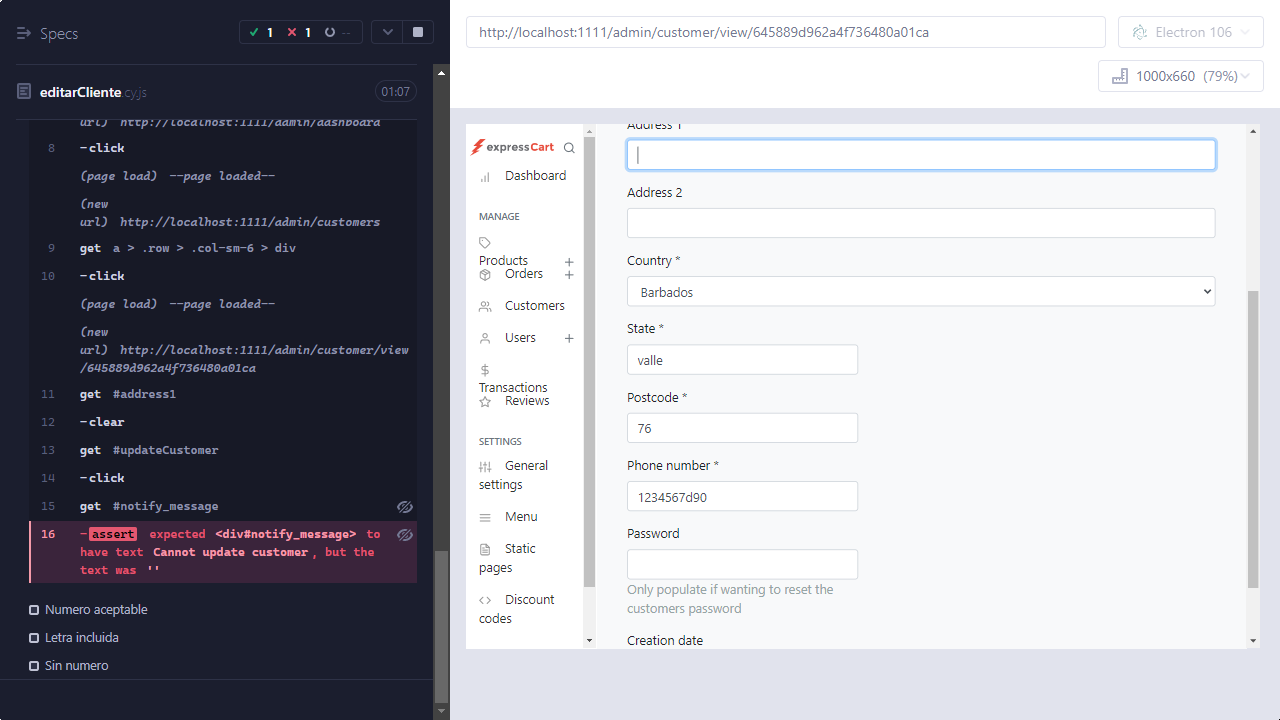 Specs
1
1
--
editarCliente.cy.js
01:07
url) http://localhost:1111/admin/dashboard
8 -click
(page load) --page loaded--
(new
url) http://localhost:1111/admin/customers
9 get a > .row > .col-sm-6 > div
10 -click
(page load) --page loaded--
(new
url) http://localhost:1111/admin/customer/view
/645889d962a4f736480a01ca
11 get #address1
12 -clear
13 get #updateCustomer
14 -click
15 get #notify_message
16 -assert expected <div#notify_message> to
have text Cannot update customer, but the
text was ''
Numero aceptable
Letra incluida
Sin numero
http://localhost:1111/admin/customer/view/645889d962a4f736480a01ca
Electron 106
1000x660 (79%)
expressCart
Dashboard
MANAGE
Products +
Orders +
Customers
Users +
Transactions
Reviews
SETTINGS
General
settings
Menu
Static
pages
Discount
codes
Address 1
Address 2
Country *
Barbados
State *
valle
Postcode *
76
Phone number *
1234567d90
Password
Only populate if wanting to reset the
customers password
Creation date